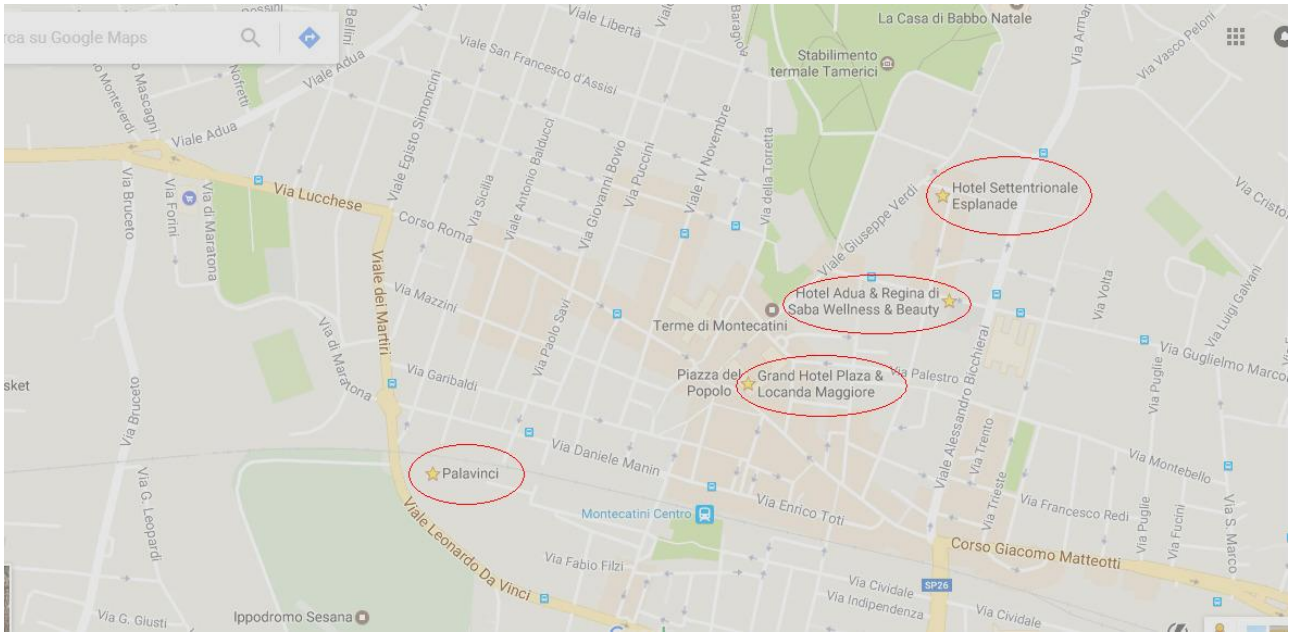 Rossini
Viale Libertà
Viale
Baragiola
La Casa di Babbo Natale
Via Vasco Peloni
rca su Google Maps
Bellini
Viale Adua
Viale San Francesco d'Assisi
Stabilimento
termale Tamerici
Via Arman
Monteverdi
Mascagni
Nofretti
Viale Adua
Viale Egisto Simoncini
Viale Antonio Balducci
Via Giovanni Bovio
Via Puccini
Viale IV Novembre
Via della Torretta
Via Lucchese
Via Sicilia
Corso Roma
Via Bruceto
Via Forini
Via di Maratona
Viale Giuseppe Verdi
Hotel Settentrionale
Esplanade
Via Cristo
Viale dei Martiri
Via Mazzini
Via Paolo Savi
Hotel Adua & Regina di
Saba Wellness & Beauty
Terme di Montecatini
Via Volta
Via Luigi Galvani
Via di Maratona
Via Guglielmo Marco
sket
Via Garibaldi
Piazza del
Popolo
Grand Hotel Plaza &
Locanda Maggiore
Via Palestro
Viale Alessandro Bicchierai
Via Puglie
Via Bruceto
Via Daniele Manin
Palavinci
Via Trento
Via Montebello
Via G. Leopardi
Viale Leonardo Da Vinci
Montecatini Centro
Via Enrico Toti
Via Trieste
Via Francesco Redi
Via Puglie
Via Fucini
Via S. Marco
Via Fabio Filzi
Corso Giacomo Matteotti
SP26
Via Cividale
Via Indipendenza
Via Cividale
Via G. Giusti
Ippodromo Sesana